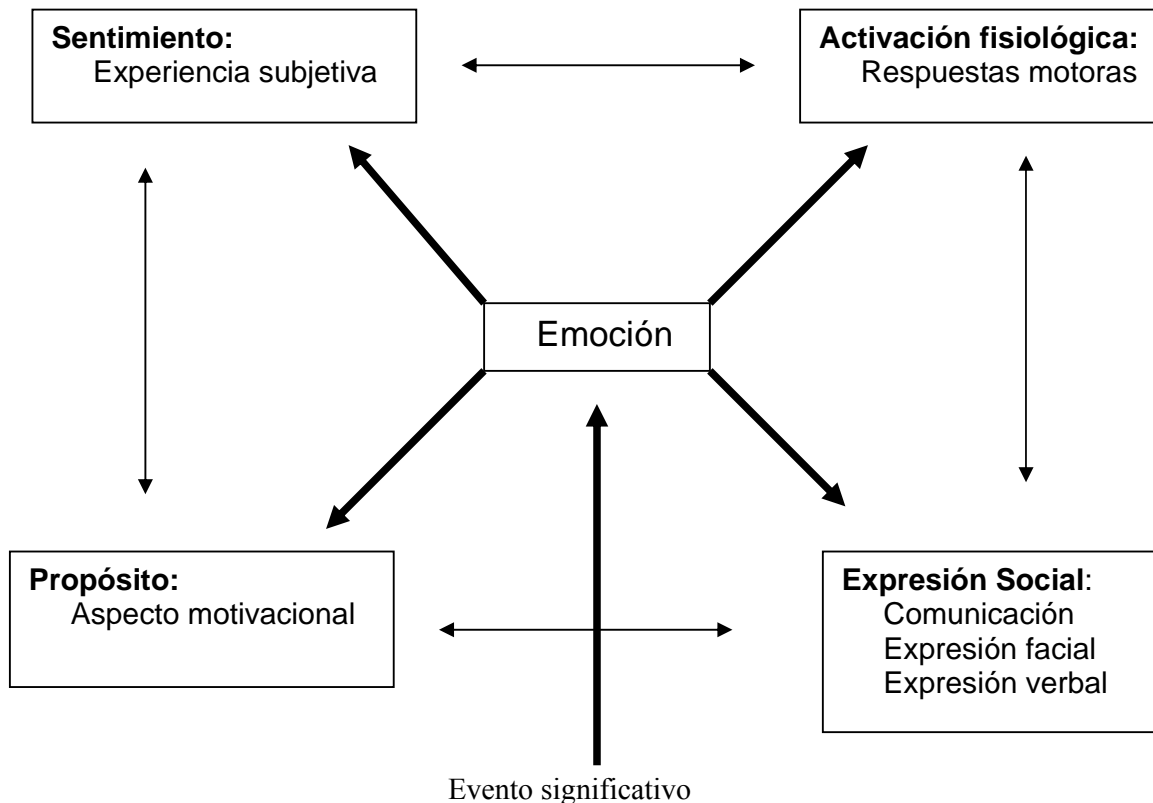 Sentimiento:
Experiencia subjetiva
Activación fisiológica:
Respuestas motoras
Emoción
Propósito:
Aspecto motivacional
Expresión Social:
Comunicación
Expresión facial
Expresión verbal
Evento significativo